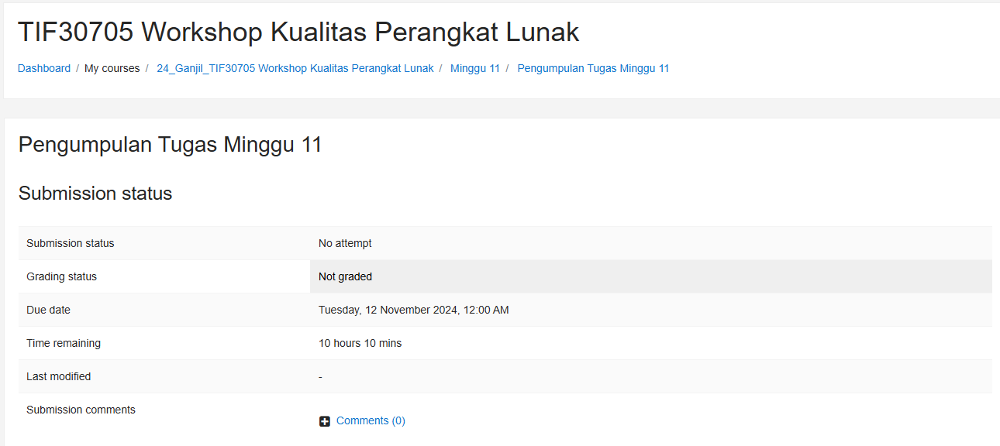 TIF30705 Workshop Kualitas Perangkat Lunak
Dashboard / My courses / 24_Ganjil_TIF30705 Workshop Kualitas Perangkat Lunak / Minggu 11 / Pengumpulan Tugas Minggu 11
Pengumpulan Tugas Minggu 11
Submission status
Submission status No attempt
Grading status Not graded
Due date Tuesday, 12 November 2024, 12:00 AM
Time remaining 10 hours 10 mins
Last modified -
Submission comments
Comments (0)